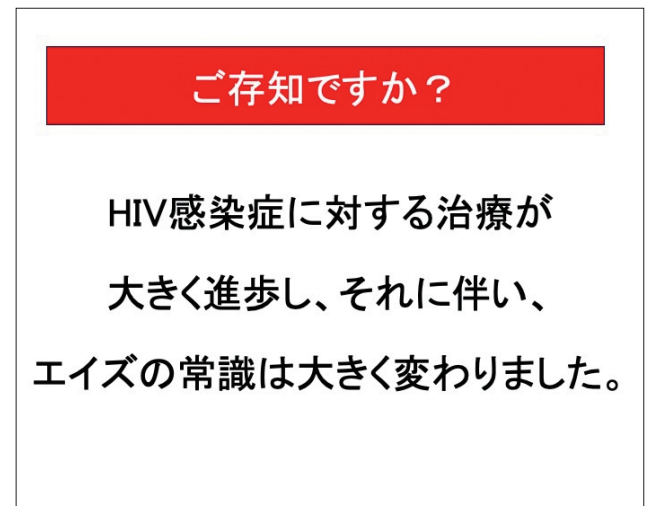 ご存知ですか？
HIV感染症に対する治療が
大きく進歩し、それに伴い、
エイズの常識は大きく変わりました。